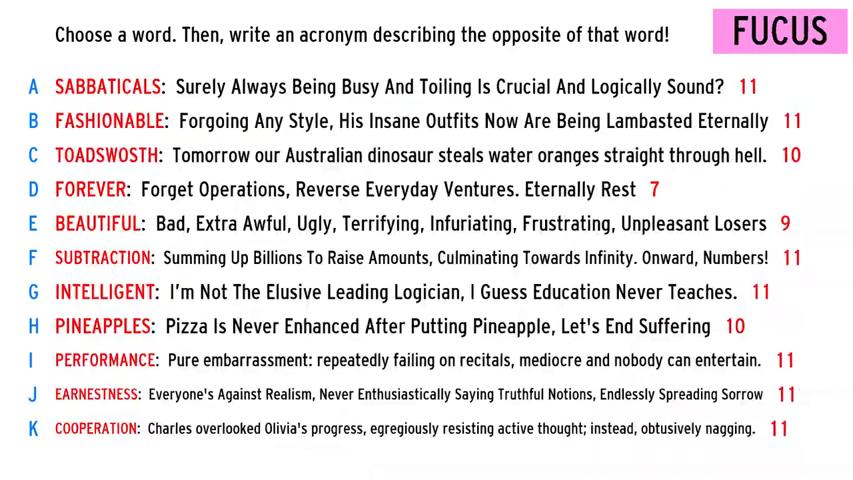 Choose a word. Then, write an acronym describing the opposite of that word!
FUCUS
A SABBATICALS: Surely Always Being Busy And Toiling Is Crucial And Logically Sound? 11
B FASHIONABLE: Forgoing Any Style, His Insane Outfits Now Are Being Lambasted Eternally 11
C TOADSWOSTH: Tomorrow our Australian dinosaur steals water oranges straight through hell. 10
D FOREVER: Forget Operations, Reverse Everyday Ventures. Eternally Rest 7
E BEAUTIFUL: Bad, Extra Awful, Ugly, Terrifying, Infuriating, Frustrating, Unpleasant Losers 9
F SUBTRACTION: Summing Up Billions To Raise Amounts, Culminating Towards Infinity. Onward, Numbers! 11
G INTELLIGENT: I'm Not The Elusive Leading Logician, I Guess Education Never Teaches. 11
H PINEAPPLES: Pizza Is Never Enhanced After Putting Pineapple, Let's End Suffering 10
I PERFORMANCE: Pure embarrassment: repeatedly failing on recitals, mediocre and nobody can entertain. 11
J EARNESTNESS: Everyone's Against Realism, Never Enthusiastically Saying Truthful Notions, Endlessly Spreading Sorrow 11
K COOPERATION: Charles overlooked Olivia's progress, egregiously resisting active thought; instead, obtusively nagging. 11